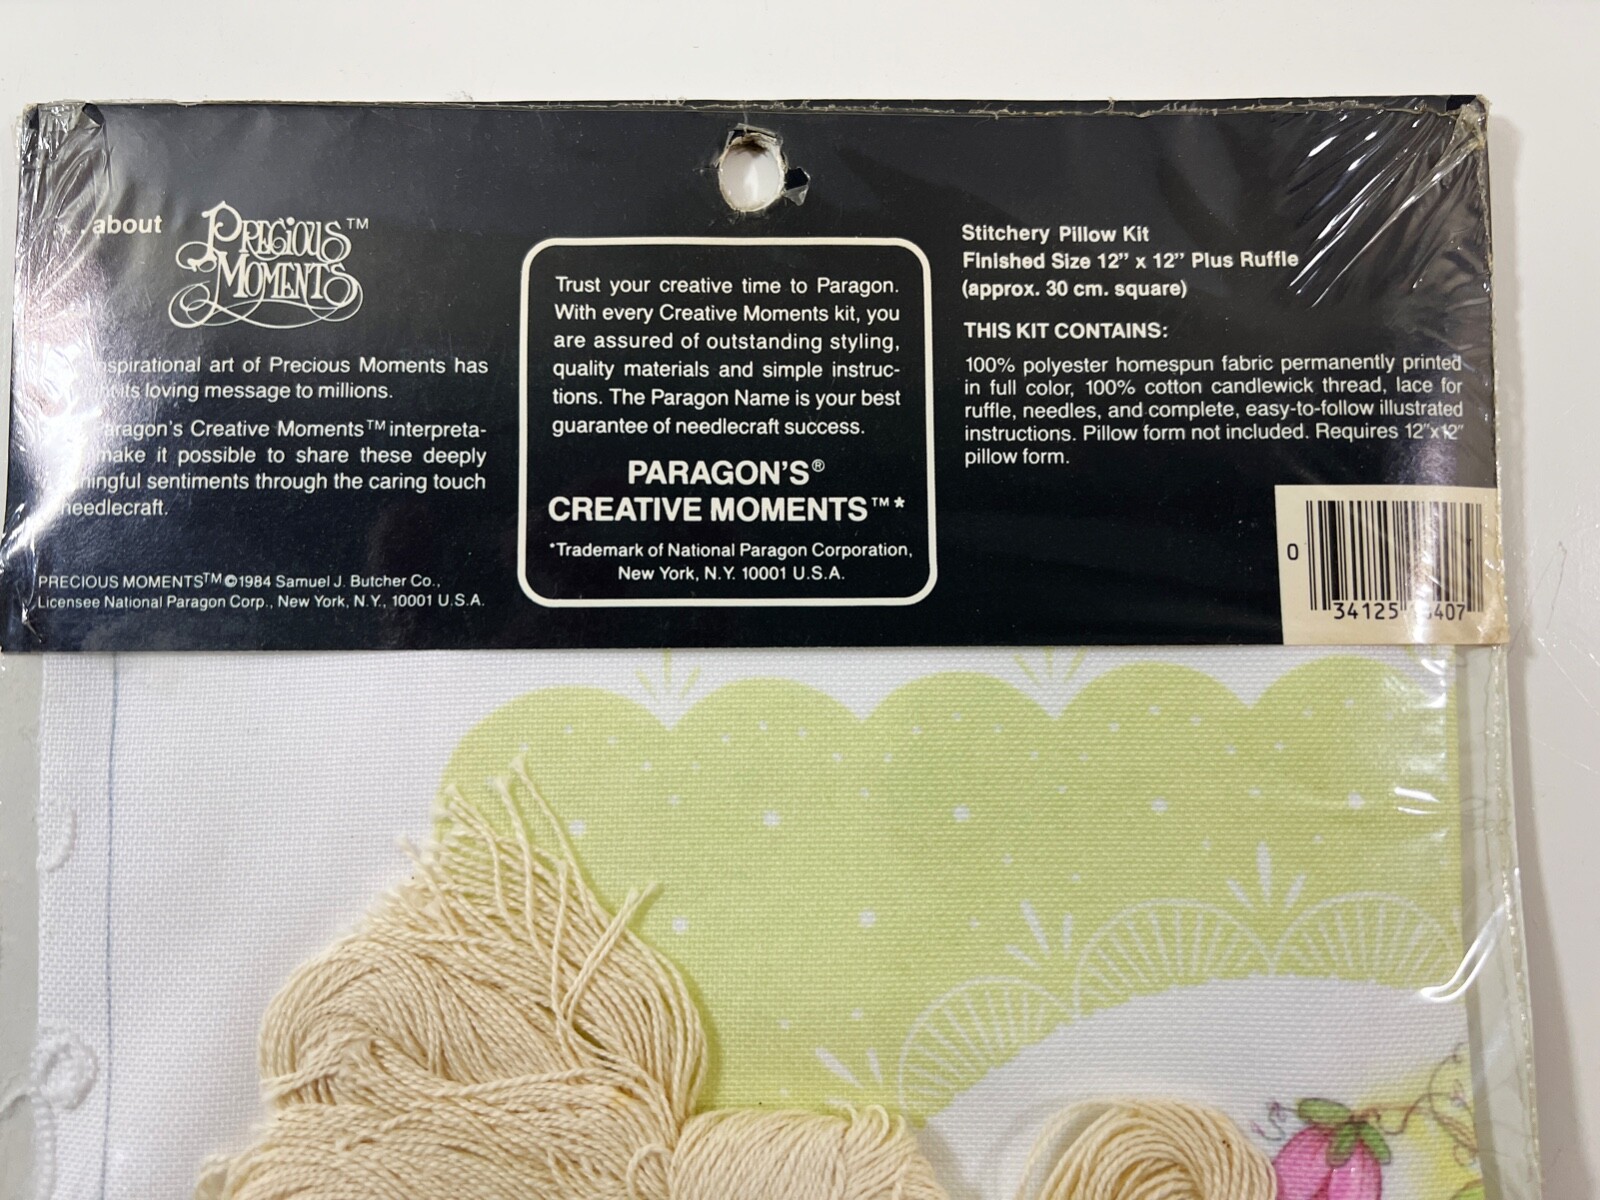 . . . about
PRECIOUS MOMENTS™
inspirational art of Precious Moments has
its loving message to millions.
Paragon's Creative Moments™ interpreta-
make it possible to share these deeply
sentiments through the caring touch
needlecraft.
PRECIOUS MOMENTS™ ©1984 Samuel J. Butcher Co.,
Licensee National Paragon Corp., New York, N.Y., 10001 U.S.A.
Trust your creative time to Paragon.
With every Creative Moments kit, you
are assured of outstanding styling,
quality materials and simple instruc-
tions. The Paragon Name is your best
guarantee of needlecraft success.
PARAGON'S®
CREATIVE MOMENTS™*
*Trademark of National Paragon Corporation,
New York, N.Y. 10001 U.S.A.
Stitchery Pillow Kit
Finished Size 12" x 12" Plus Ruffle
(approx. 30 cm. square)
THIS KIT CONTAINS:
100% polyester homespun fabric permanently printed
in full color, 100% cotton candlewick thread, lace for
ruffle, needles, and complete, easy-to-follow illustrated
instructions. Pillow form not included. Requires 12"x12"
pillow form.
0 34125